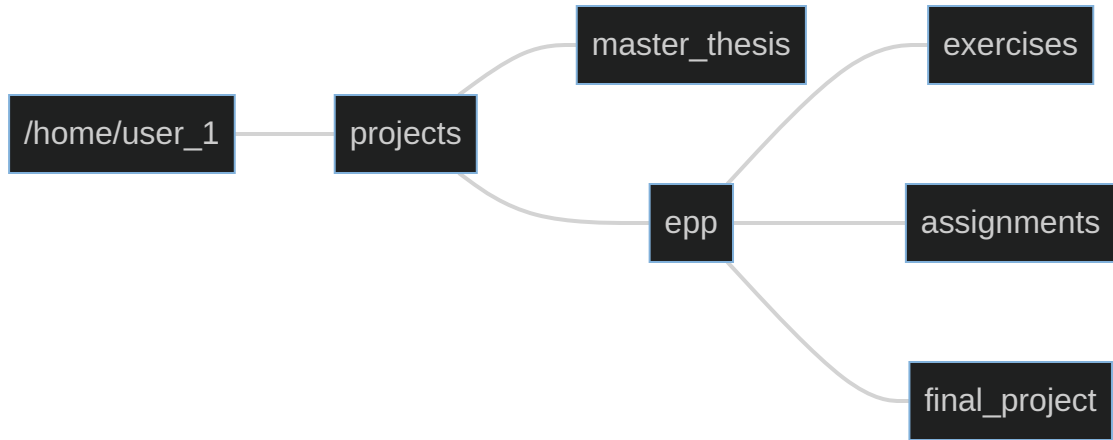 /home/user_1
projects
master_thesis
epp
exercises
assignments
final_project